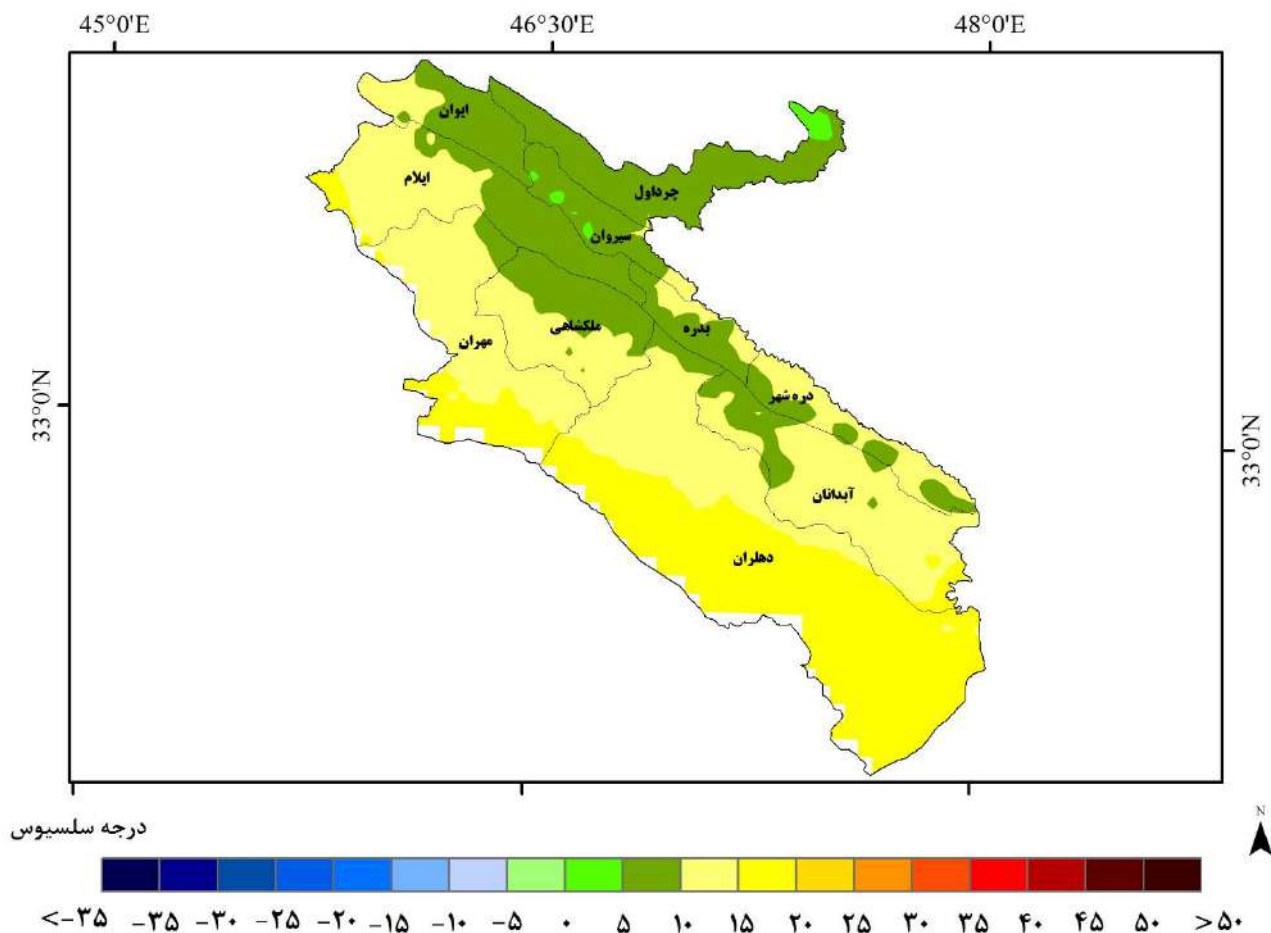 45°0'E 46°30'E 48°0'E
ایوان
ایلام
چرداول
سیروان
ملکشاهی
بدره
مهران
دره شهر
33°0'N
33°0'N
آبدانان
دهلران
درجه سلسیوس
N
<-۳۵ -۳۵ -۳۰ -۲۵ -۲۰ -۱۵ -۱۰ -۵ ۰ ۵ ۱۰ ۱۵ ۲۰ ۲۵ ۳۰ ۳۵ ۴۰ ۴۵ ۵۰ >۵۰